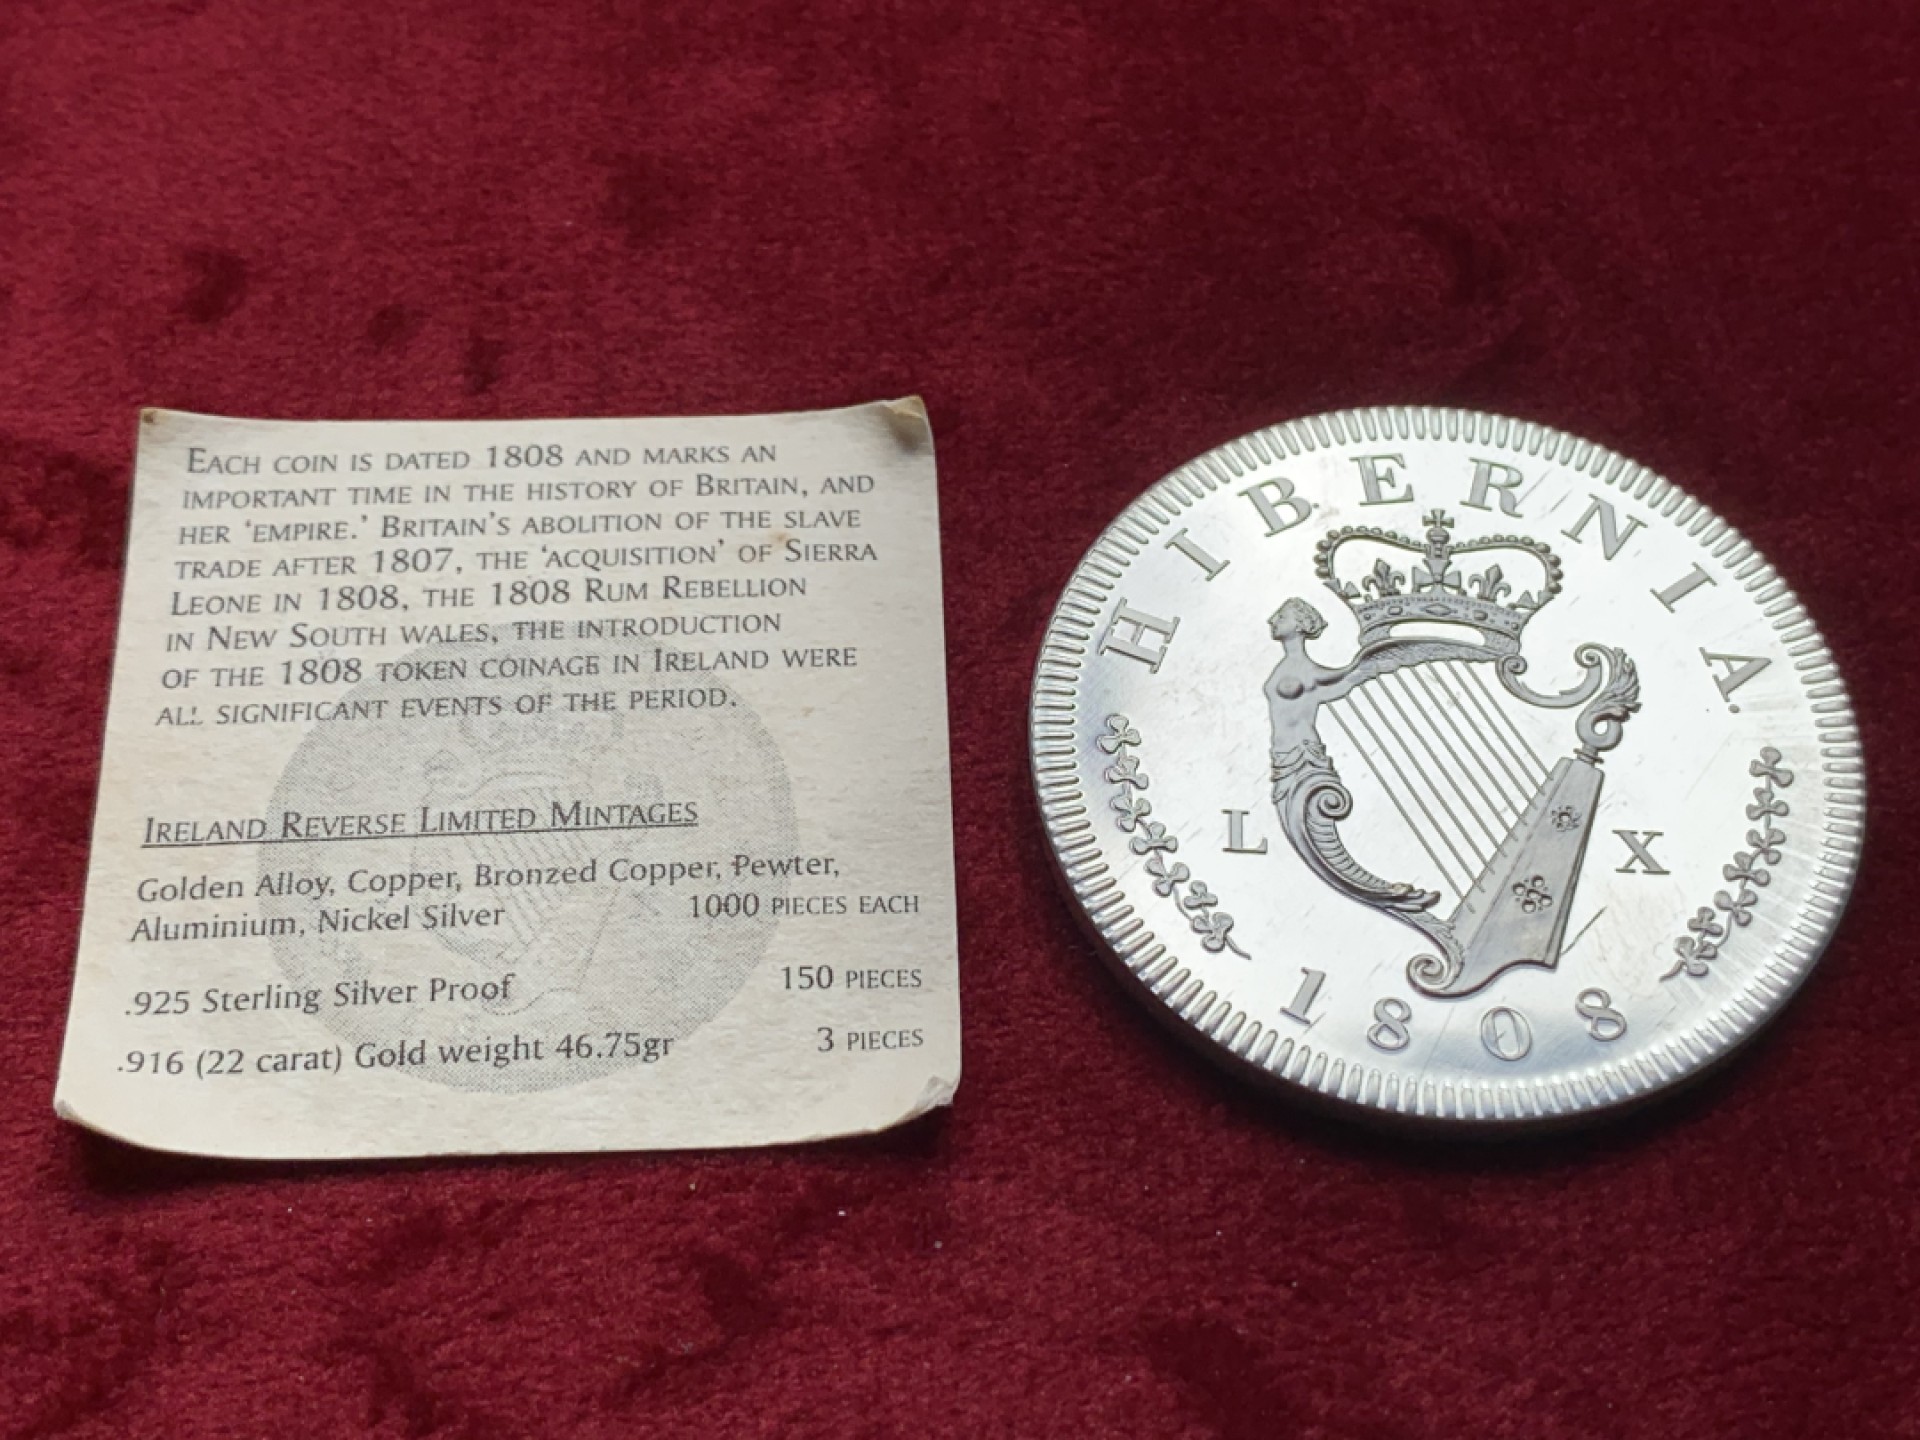 EACH COIN IS DATED 1808 AND MARKS AN
IMPORTANT TIME IN THE HISTORY OF BRITAIN, AND
HER 'EMPIRE.' BRITAIN'S ABOLITION OF THE SLAVE
TRADE AFTER 1807, THE 'ACQUISITION' OF SIERRA
LEONE IN 1808, THE 1808 RUM REBELLION
IN NEW SOUTH WALES, THE INTRODUCTION
OF THE 1808 TOKEN COINAGE IN IRELAND WERE
ALL SIGNIFICANT EVENTS OF THE PERIOD.
IRELAND REVERSE LIMITED MINTAGES
Golden Alloy, Copper, Bronzed Copper, Pewter,
Aluminium, Nickel Silver 1000 PIECES EACH
.925 Sterling Silver Proof 150 PIECES
.916 (22 carat) Gold weight 46.75gr 3 PIECES
HIBERNIA.
L X
1808